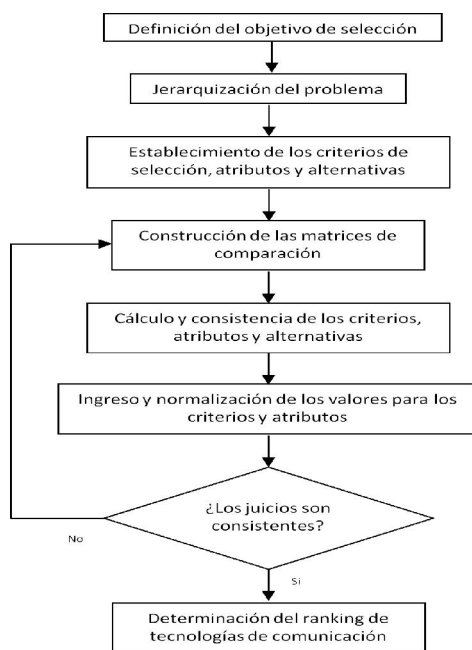 Definición del objetivo de selección
Jerarquización del problema
Establecimiento de los criterios de
selección, atributos y alternativas
Construcción de las matrices de
comparación
Cálculo y consistencia de los criterios,
atributos y alternativas
Ingreso y normalización de los valores para los
criterios y atributos
¿Los juicios son
consistentes?
No
Si
Determinación del ranking de
tecnologías de comunicación